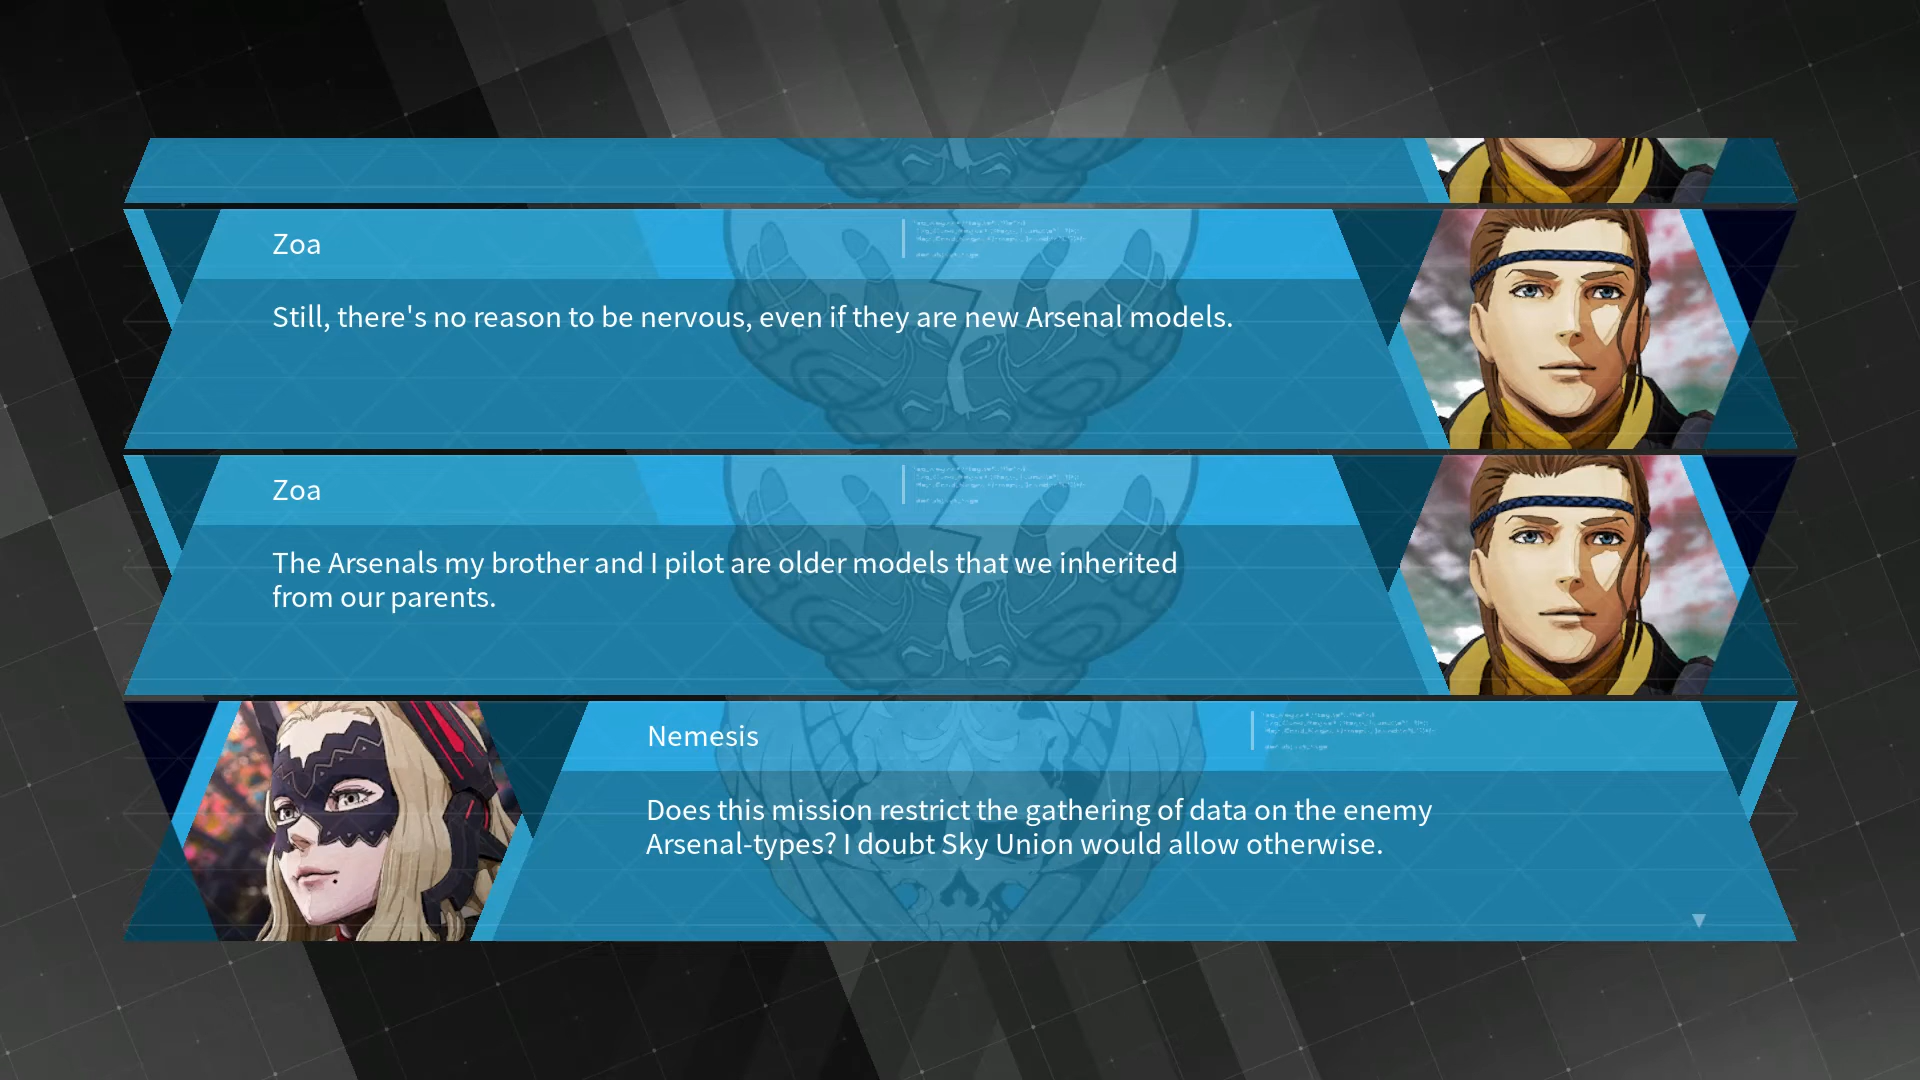 Zoa
Still, there's no reason to be nervous, even if they are new Arsenal models.
Zoa
The Arsenals my brother and I pilot are older models that we inherited
from our parents.
Nemesis
Does this mission restrict the gathering of data on the enemy
Arsenal-types? I doubt Sky Union would allow otherwise.